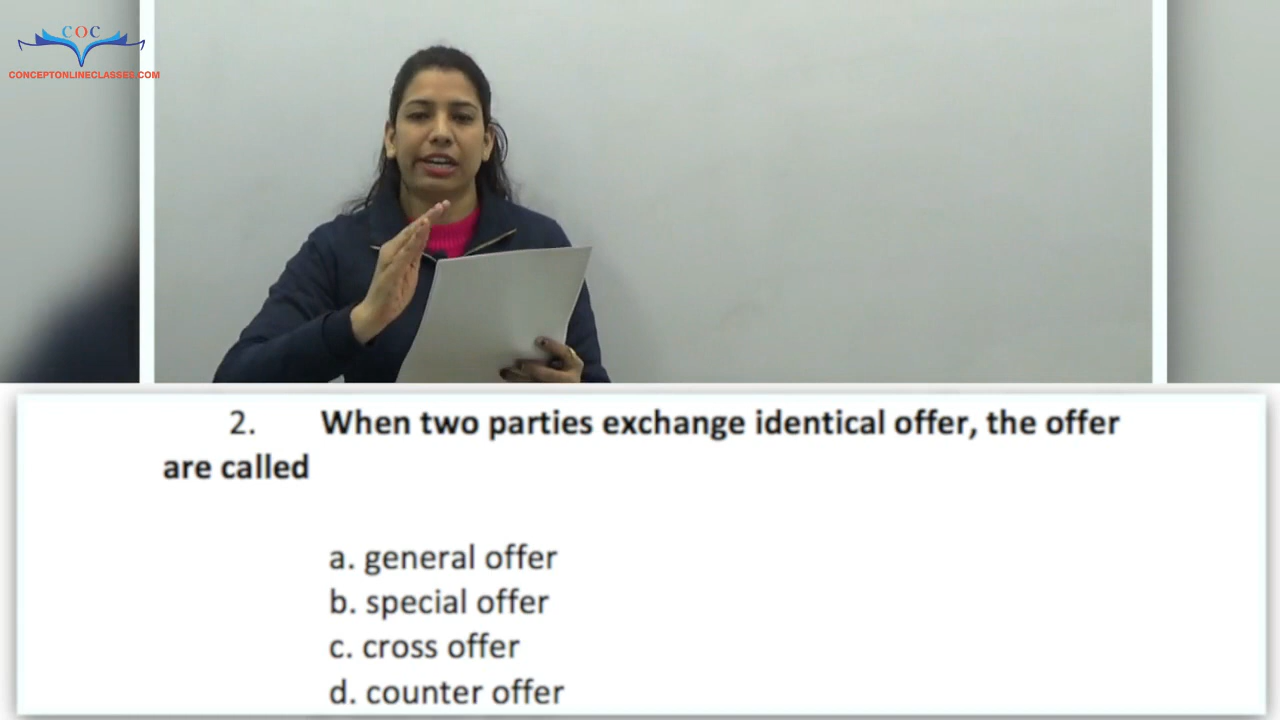 COC
CONCEPTONLINECLASSES.COM
2. When two parties exchange identical offer, the offer
are called
a. general offer
b. special offer
c. cross offer
d. counter offer